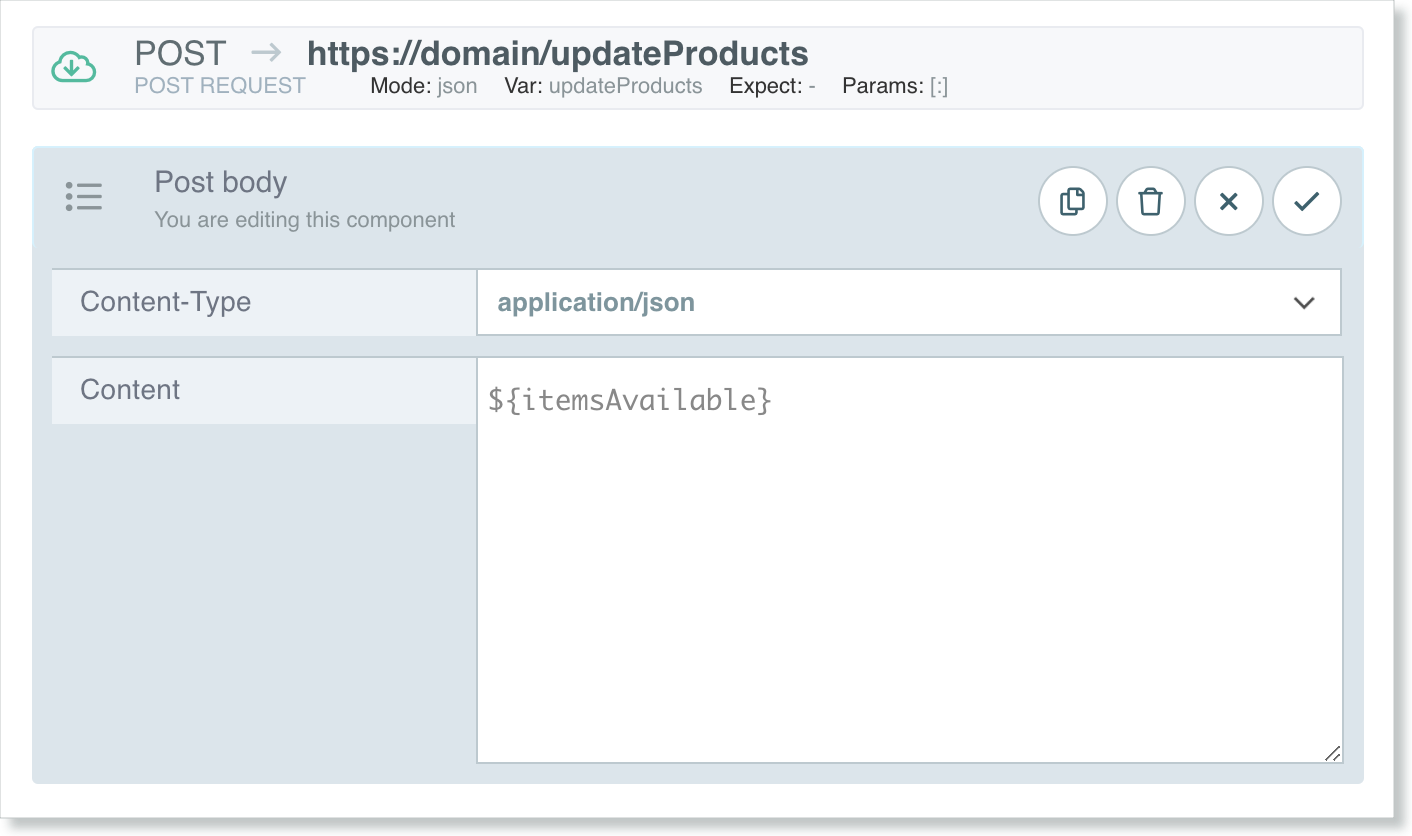 POST → https://domain/updateProducts
POST REQUEST Mode: json Var: updateProducts Expect: - Params: [:]
Post body
You are editing this component
Content-Type application/json
Content ${itemsAvailable}